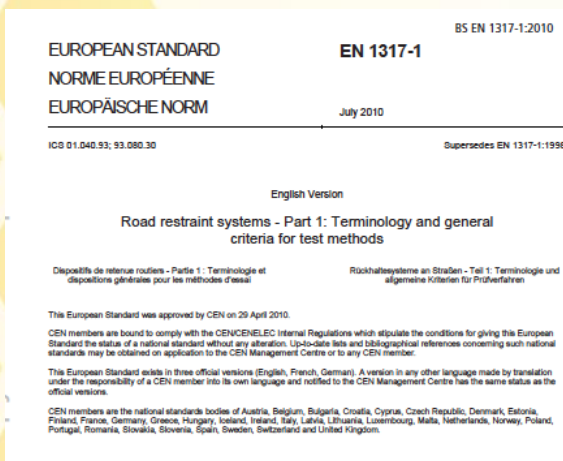 BS EN 1317-1:2010
EUROPEAN STANDARD
EN 1317-1
NORME EUROPÉENNE
EUROPÄISCHE NORM
July 2010
ICS 01.040.93; 93.080.30
Supersedes EN 1317-1:1998
English Version
Road restraint systems - Part 1: Terminology and general
criteria for test methods
Dispositifs de retenue routiers - Partie 1 : Terminologie et
dispositions générales pour les méthodes d'essai
Rückhaltesysteme an Straßen - Teil 1: Terminologie und
allgemeine Kriterien für Prüfverfahren
This European Standard was approved by CEN on 29 April 2010.
CEN members are bound to comply with the CEN/CENELEC Internal Regulations which stipulate the conditions for giving this European
Standard the status of a national standard without any alteration. Up-to-date lists and bibliographical references concerning such national
standards may be obtained on application to the CEN Management Centre or to any CEN member.
This European Standard exists in three official versions (English, French, German). A version in any other language made by translation
under the responsibility of a CEN member into its own language and notified to the CEN Management Centre has the same status as the
official versions.
CEN members are the national standards bodies of Austria, Belgium, Bulgaria, Croatia, Cyprus, Czech Republic, Denmark, Estonia,
Finland, France, Germany, Greece, Hungary, Iceland, Ireland, Italy, Latvia, Lithuania, Luxembourg, Malta, Netherlands, Norway, Poland,
Portugal, Romania, Slovakia, Slovenia, Spain, Sweden, Switzerland and United Kingdom.